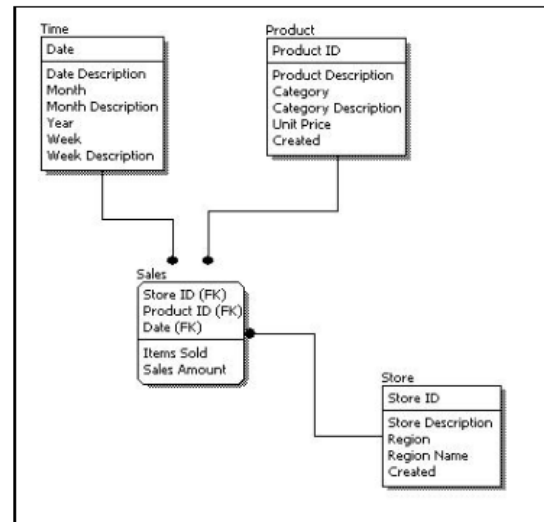 Time
Date
Date Description
Month
Month Description
Year
Week
Week Description
Product
Product ID
Product Description
Category
Category Description
Unit Price
Created
Sales
Store ID (FK)
Product ID (FK)
Date (FK)
Items Sold
Sales Amount
Store
Store ID
Store Description
Region
Region Name
Created